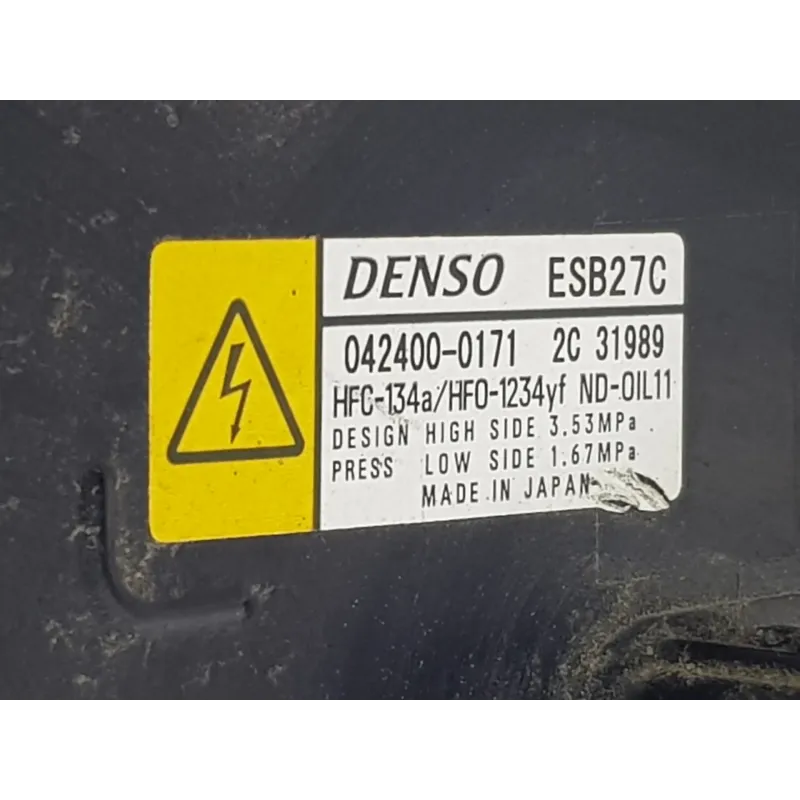 DENSO ESB27C
042400-0171 2C 31989
HFC-134a/HFO-1234yf ND-OIL11
DESIGN HIGH SIDE 3.53MPa
PRESS LOW SIDE 1.67MPa
MADE IN JAPAN